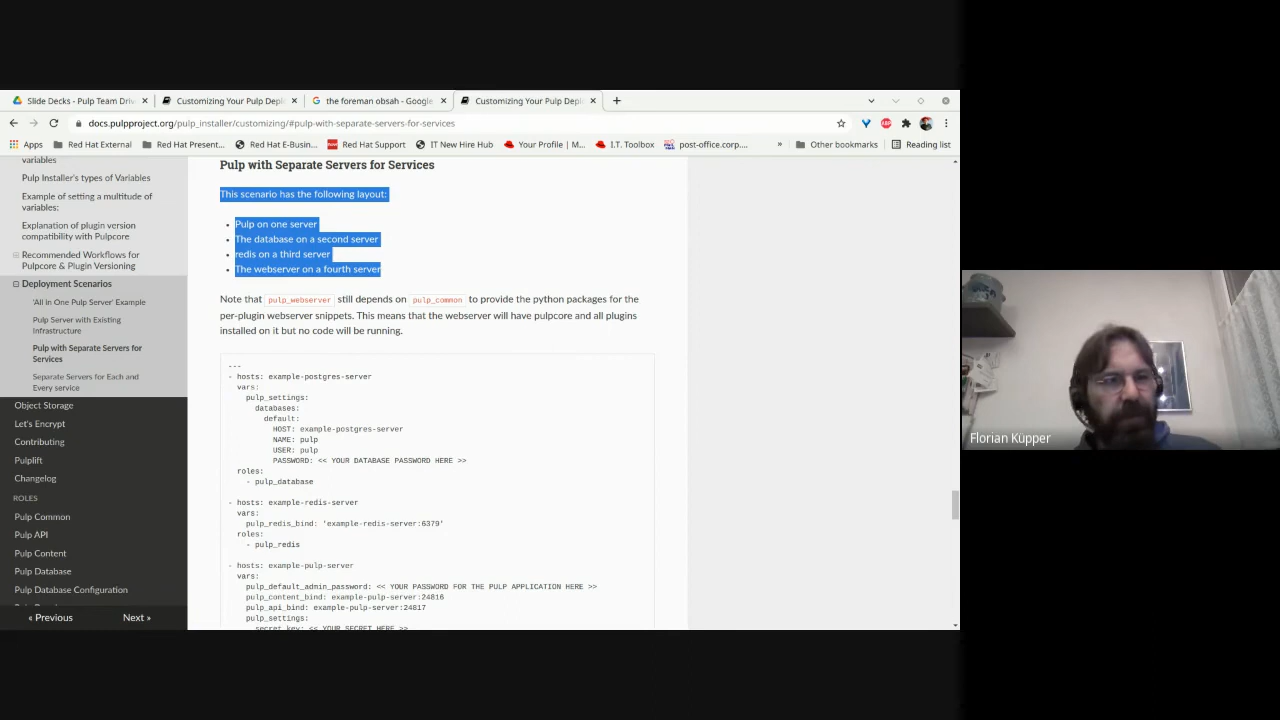 Slide Decks - Pulp Team Driv
Customizing Your Pulp Depl
the foreman obsah - Google
Customizing Your Pulp Depl
docs.pulpproject.org/pulp_installer/customizing/#pulp-with-separate-servers-for-services
Apps
Red Hat External
Red Hat Present...
Red Hat E-Busin...
Red Hat Support
IT New Hire Hub
Your Profile | M...
I.T. Toolbox
post-office.corp....
»
Other bookmarks
Reading list
variables
Pulp Installer's types of Variables
Example of setting a multitude of
variables:
Explanation of plugin version
compatibility with Pulpcore
Recommended Workflows for
Pulpcore & Plugin Versioning
Deployment Scenarios
'All in One Pulp Server' Example
Pulp Server with Existing
Infrastructure
Pulp with Separate Servers for
Services
Separate Servers for Each and
Every service
Object Storage
Let's Encrypt
Contributing
Pulplift
Changelog
ROLES
Pulp Common
Pulp API
Pulp Content
Pulp Database
Pulp Database Configuration
« Previous
Next »
Pulp with Separate Servers for Services
This scenario has the following layout:
• Pulp on one server
• The database on a second server
• redis on a third server
• The webserver on a fourth server
Note that pulp_webserver still depends on pulp_common to provide the python packages for the
per-plugin webserver snippets. This means that the webserver will have pulpcore and all plugins
installed on it but no code will be running.
---
- hosts: example-postgres-server
vars:
pulp_settings:
databases:
default:
HOST: example-postgres-server
NAME: pulp
USER: pulp
PASSWORD: << YOUR DATABASE PASSWORD HERE >>
roles:
- pulp_database
- hosts: example-redis-server
vars:
pulp_redis_bind: 'example-redis-server:6379'
roles:
- pulp_redis
- hosts: example-pulp-server
vars:
pulp_default_admin_password: << YOUR PASSWORD FOR THE PULP APPLICATION HERE >>
pulp_content_bind: example-pulp-server:24816
pulp_api_bind: example-pulp-server:24817
pulp_settings:
secret_key: << YOUR SECRET HERE >>
Florian Küpper